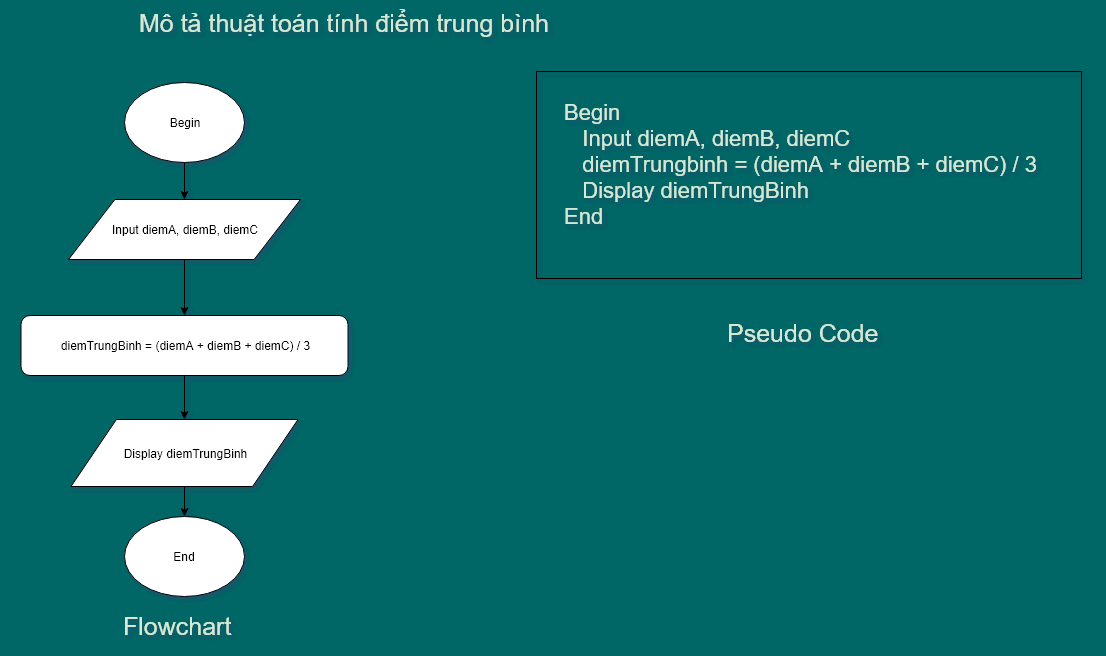 Mô tả thuật toán tính điểm trung bình
Begin
Input diemA, diemB, diemC
diemTrungBinh = (diemA + diemB + diemC) / 3
Display diemTrungBinh
End
Flowchart
Begin
Input diemA, diemB, diemC
diemTrungbinh = (diemA + diemB + diemC) / 3
Display diemTrungBinh
End
Pseudo Code